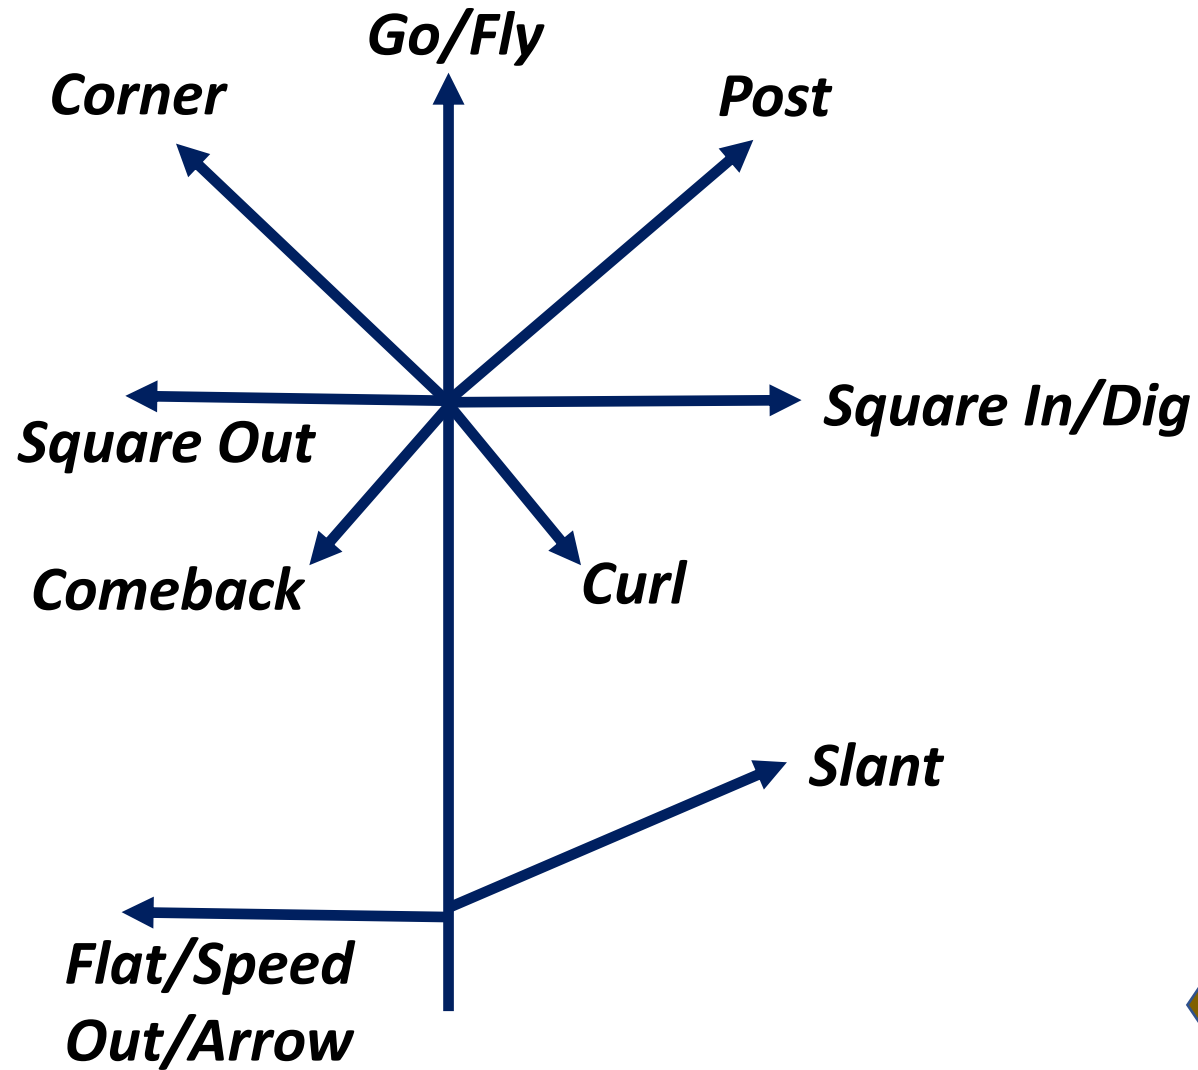 Go/Fly
Corner
Post
Square In/Dig
Square Out
Comeback
Curl
Slant
Flat/Speed
Out/Arrow